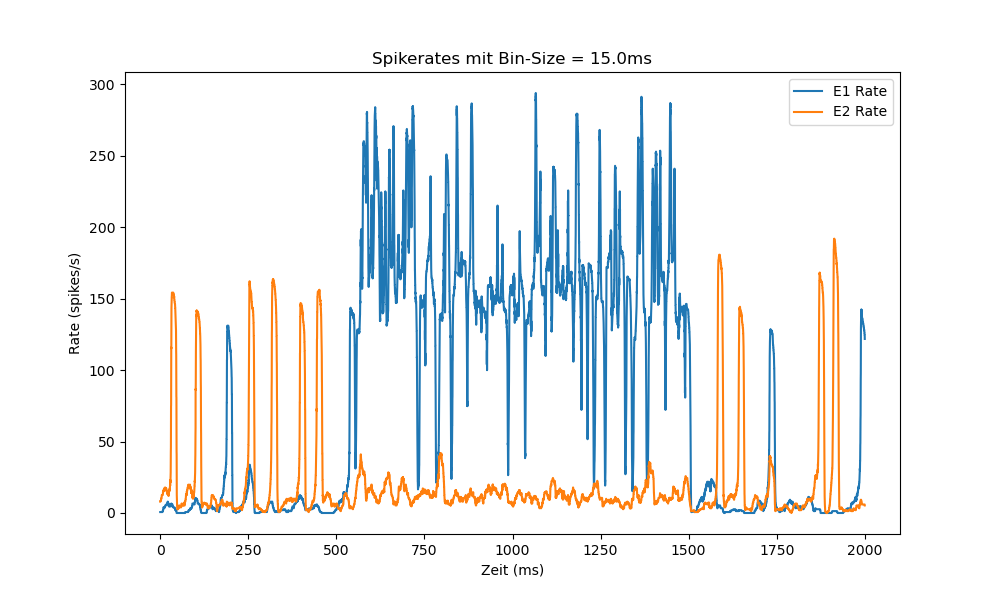 Spikerates mit Bin-Size = 15.0ms
E1 Rate
E2 Rate
Rate (spikes/s)
300
250
200
150
100
50
0
0 250 500 750 1000 1250 1500 1750 2000
Zeit (ms)